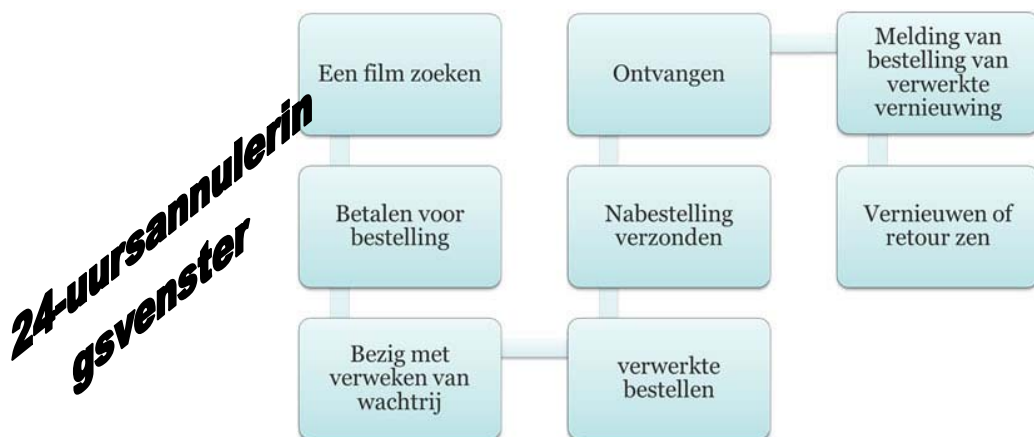 24-uursannulerin
gsvenster
Een film zoeken
Betalen voor
bestelling
Bezig met
verweken van
wachtrij
verwerkte
bestellen
Nabestelling
verzonden
Ontvangen
Melding van
bestelling van
verwerkte
vernieuwing
Vernieuwen of
retour zen